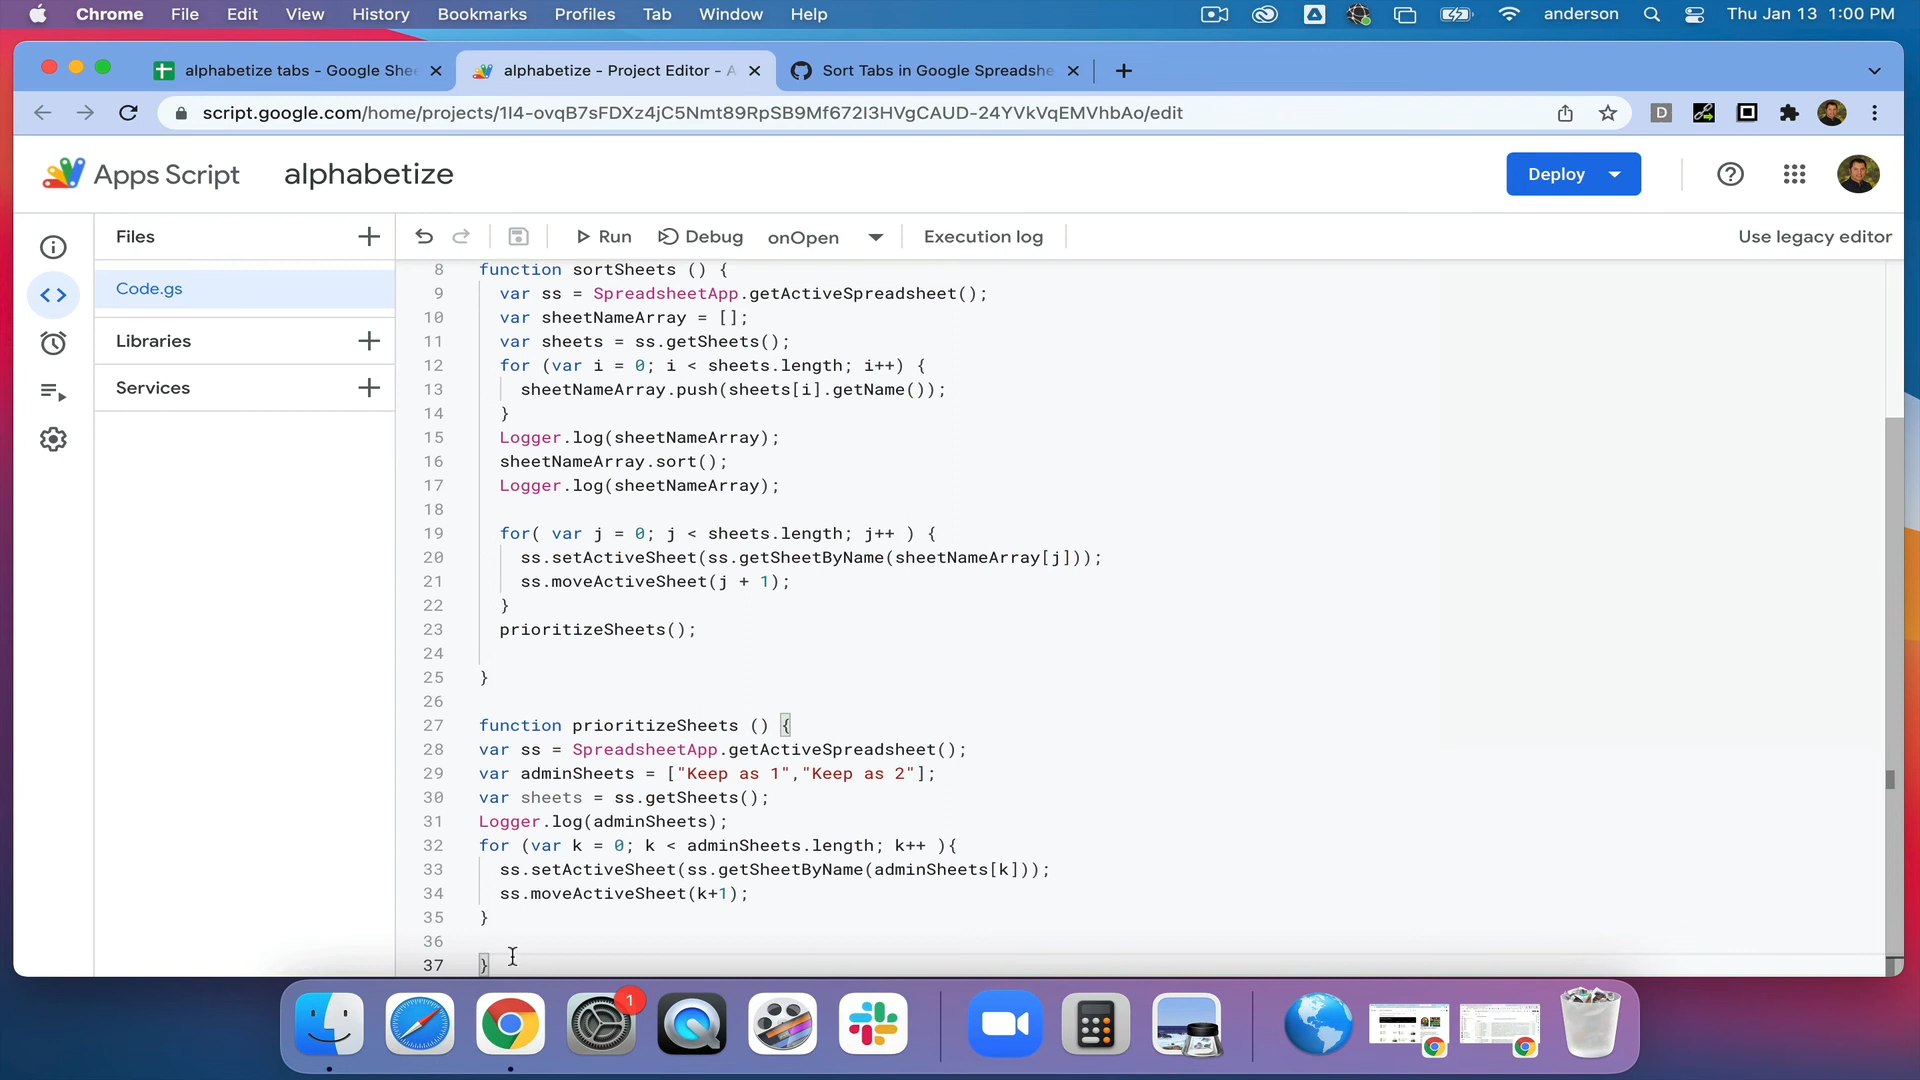 Chrome File Edit View History Bookmarks Profiles Tab Window Help anderson Thu Jan 13 1:00 PM
alphabetize tabs - Google Shee alphabetize - Project Editor - A Sort Tabs in Google Spreadshe
script.google.com/home/projects/1I4-ovqB7sFDXz4jC5Nmt89RpSB9Mf672I3HVgCAUD-24YVkVqEMVhbAo/edit
Apps Script alphabetize Deploy
Files Run Debug onOpen Execution log Use legacy editor
Code.gs
Libraries
Services
8 function sortSheets () {
9 var ss = SpreadsheetApp.getActiveSpreadsheet();
10 var sheetNameArray = [];
11 var sheets = ss.getSheets();
12 for (var i = 0; i < sheets.length; i++) {
13 sheetNameArray.push(sheets[i].getName());
14 }
15 Logger.log(sheetNameArray);
16 sheetNameArray.sort();
17 Logger.log(sheetNameArray);
18
19 for( var j = 0; j < sheets.length; j++ ) {
20 ss.setActiveSheet(ss.getSheetByName(sheetNameArray[j]));
21 ss.moveActiveSheet(j + 1);
22 }
23 prioritizeSheets();
24
25 }
26
27 function prioritizeSheets () {
28 var ss = SpreadsheetApp.getActiveSpreadsheet();
29 var adminSheets = ["Keep as 1","Keep as 2"];
30 var sheets = ss.getSheets();
31 Logger.log(adminSheets);
32 for (var k = 0; k < adminSheets.length; k++ ){
33 ss.setActiveSheet(ss.getSheetByName(adminSheets[k]));
34 ss.moveActiveSheet(k+1);
35 }
36
37 }
1